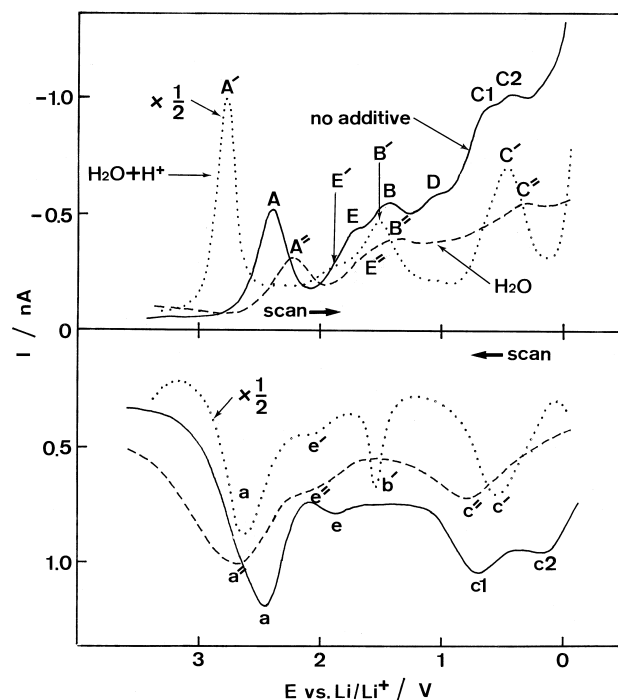 A′
× 1/2
-1.0
C1 C2
no additive
B′
H₂O+H⁺
E′
C′
A
B
D
C″
E
-0.5
A″
B″
E″
H₂O
scan
0
I / nA
scan
× 1/2
0.5
e′
a
b′
e″
c″ c′
e
1.0
a″
c1
c2
a
3 2 1 0
E vs. Li/Li⁺ / V